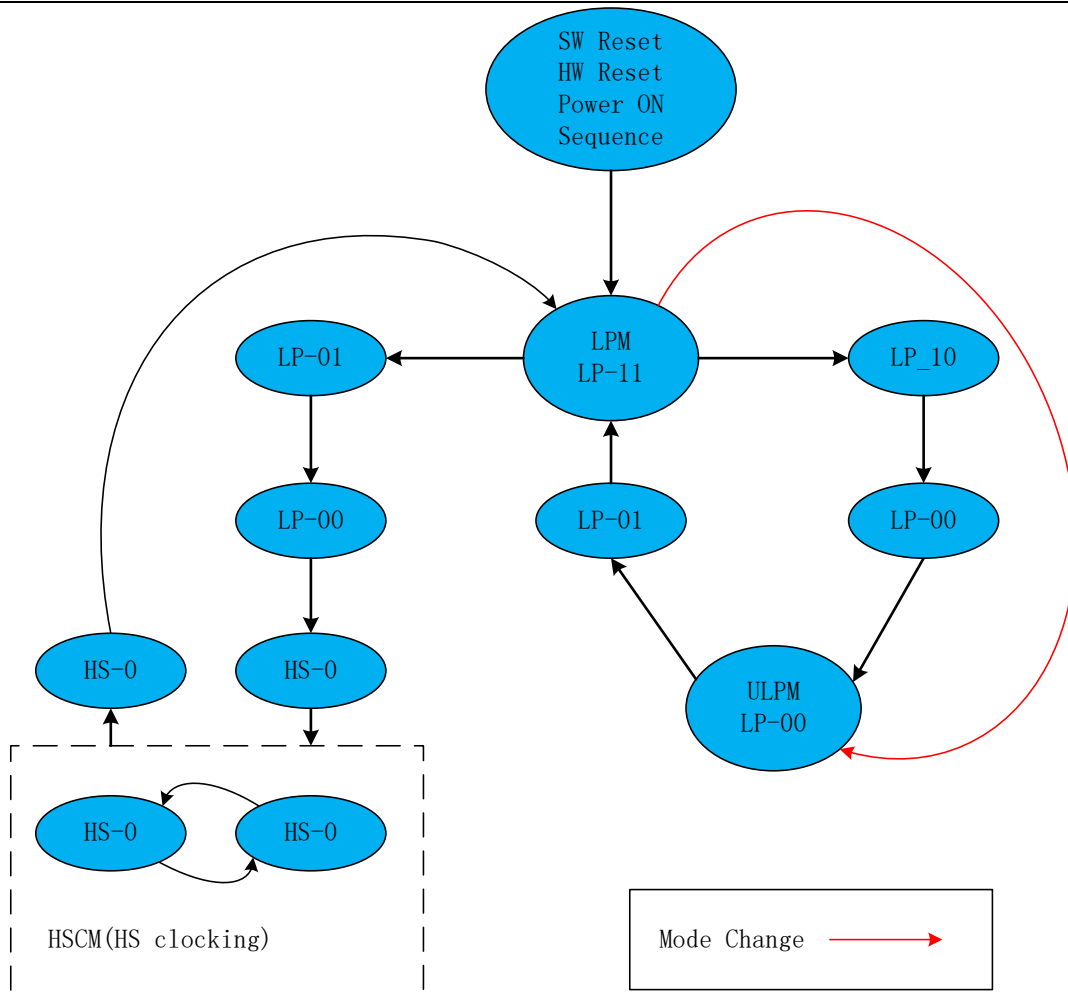 SW Reset
HW Reset
Power ON
Sequence
LP-01
LPM
LP-11
LP_10
LP-00
LP-01
LP-00
HS-0
HS-0
ULPM
LP-00
HS-0
HS-0
HSCM(HS clocking)
Mode Change